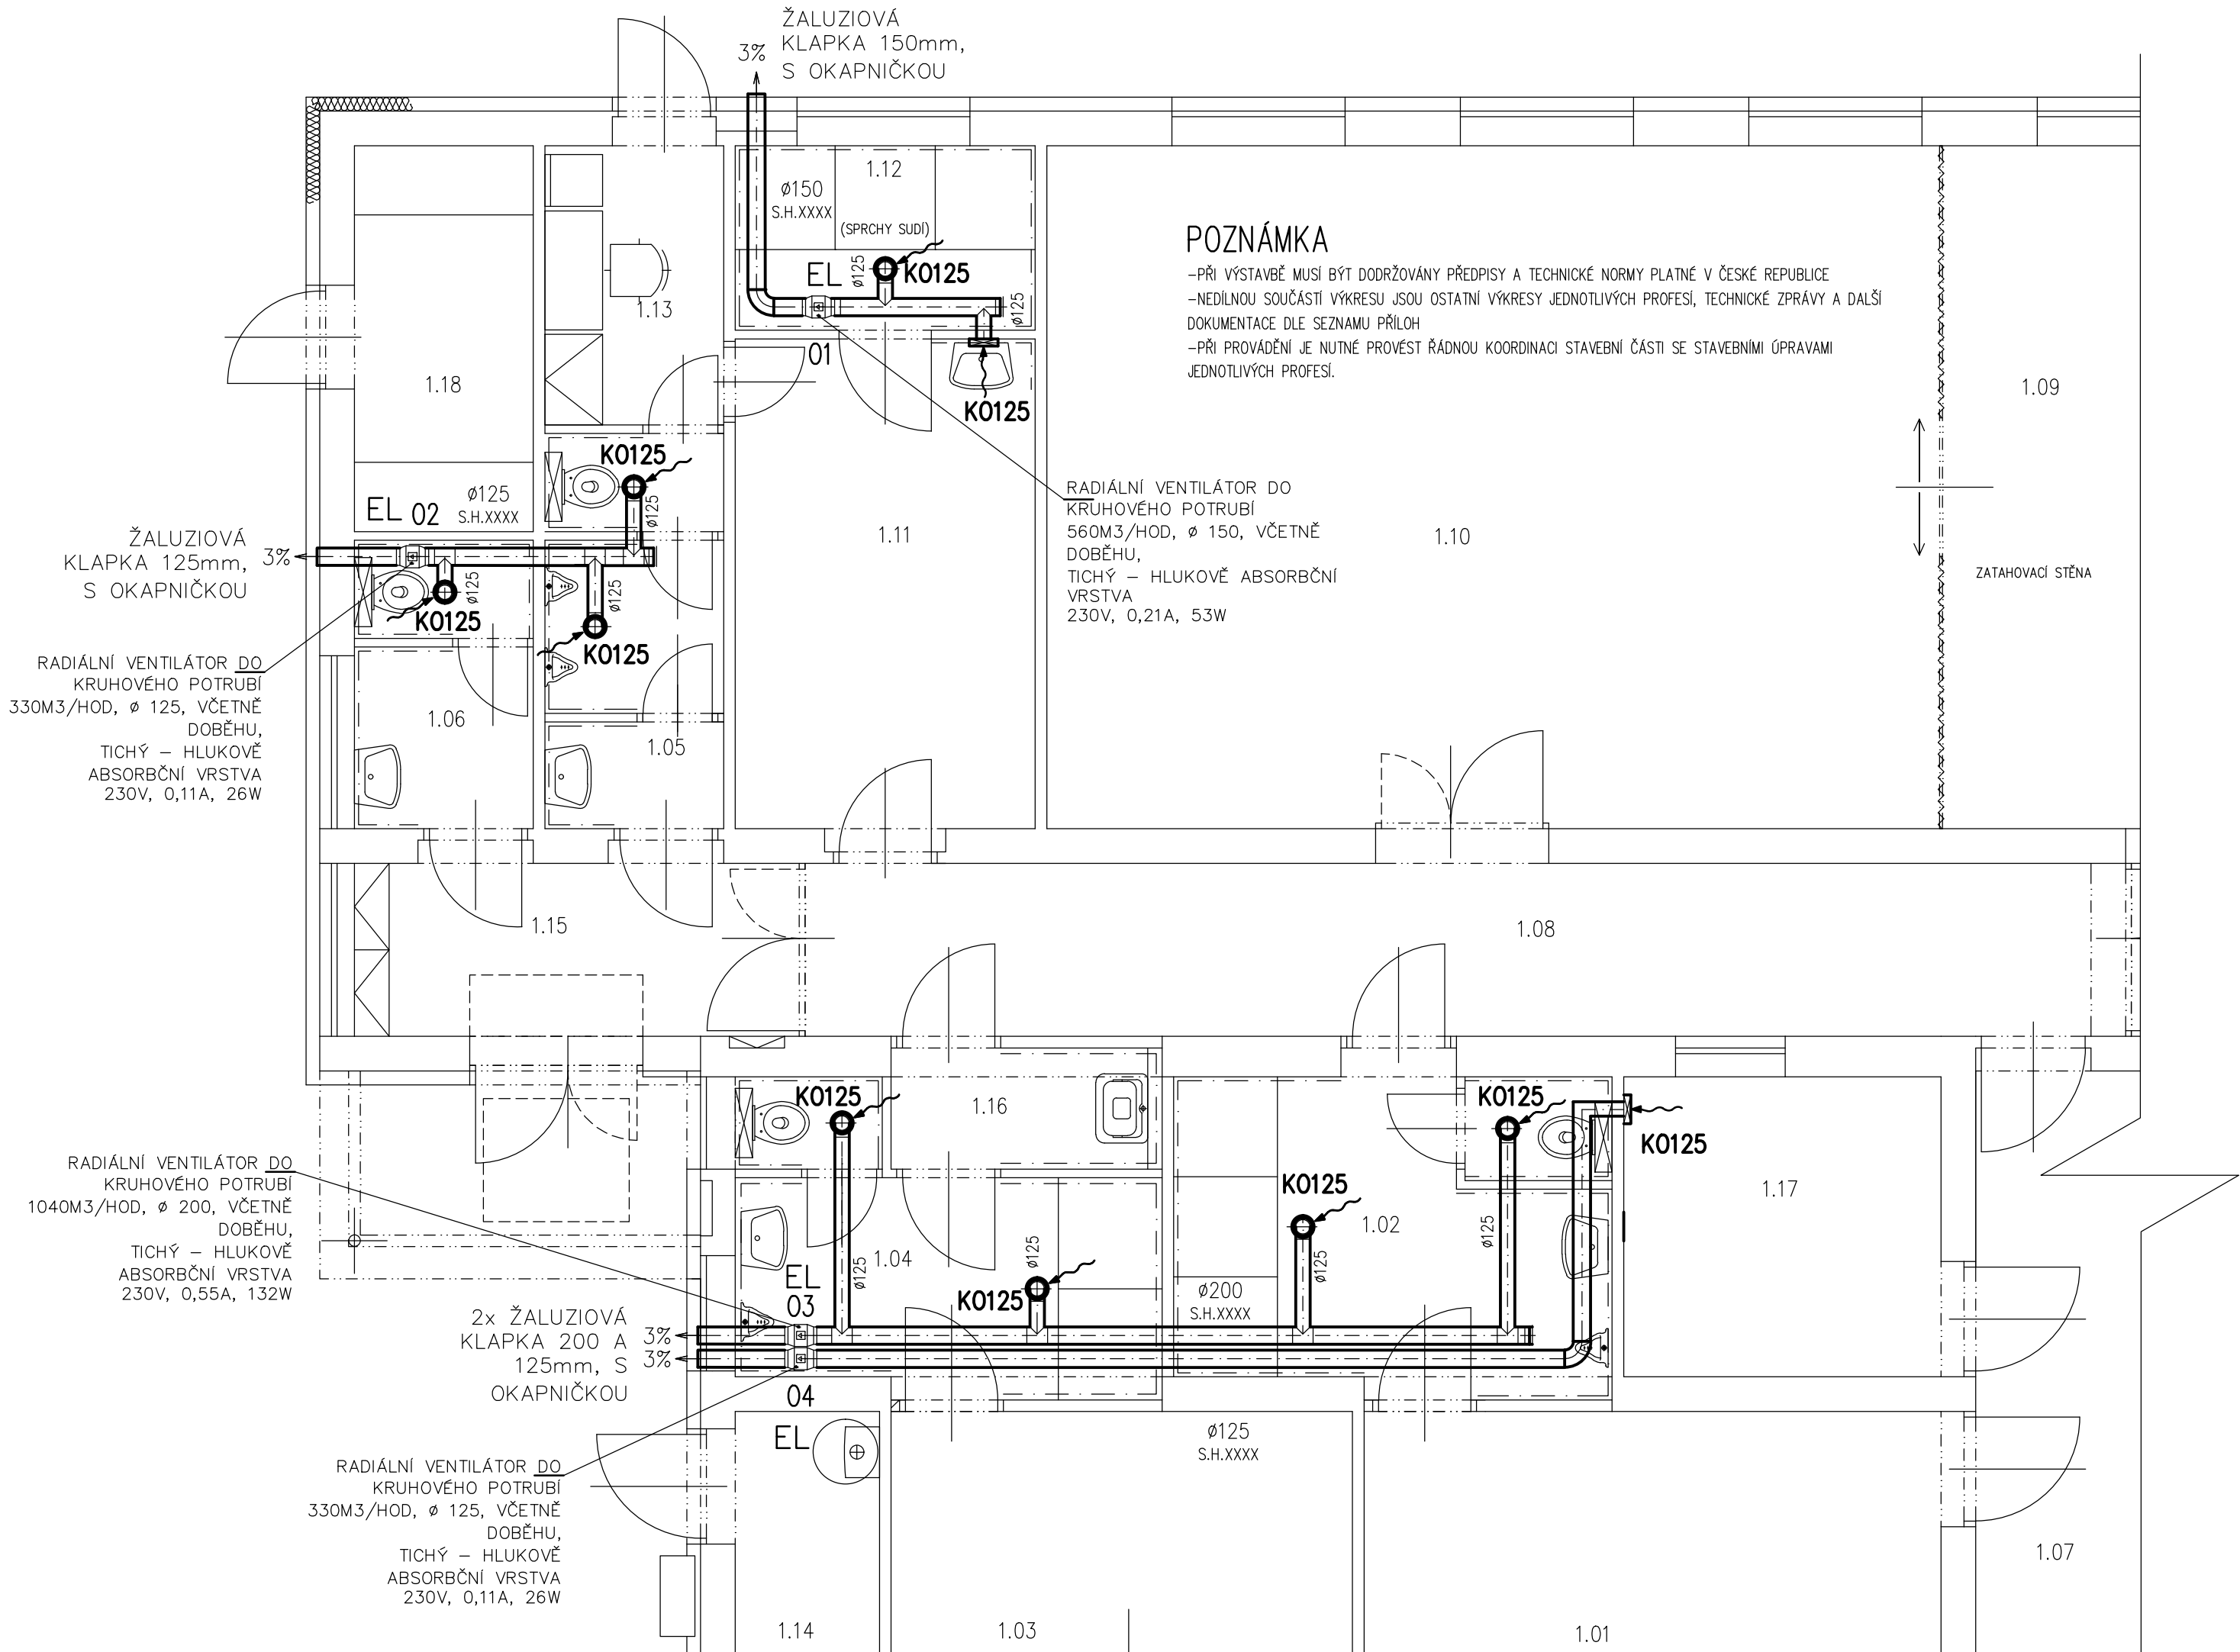 ŽALUZIOVÁ
KLAPKA 150mm,
S OKAPNIČKOU
3%
1.12
ø150
S.H.XXXX
(SPRCHY SUDÍ)
EL
ø125
KO125
ø125
01
KO125
1.13
1.18
POZNÁMKA
-PŘI VÝSTAVBĚ MUSÍ BÝT DODRŽOVÁNY PŘEDPISY A TECHNICKÉ NORMY PLATNÉ V ČESKÉ REPUBLICE
-NEDÍLNOU SOUČÁSTÍ VÝKRESU JSOU OSTATNÍ VÝKRESY JEDNOTLIVÝCH PROFESÍ, TECHNICKÉ ZPRÁVY A DALŠÍ
DOKUMENTACE DLE SEZNAMU PŘÍLOH
-PŘI PROVÁDĚNÍ JE NUTNÉ PROVÉST ŘÁDNOU KOORDINACI STAVEBNÍ ČÁSTI SE STAVEBNÍMI ÚPRAVAMI
JEDNOTLIVÝCH PROFESÍ.
1.09
KO125
ø125
EL 02
ø125
S.H.XXXX
ŽALUZIOVÁ
KLAPKA 125mm,
S OKAPNIČKOU
3%
ø125
KO125
ø125
KO125
1.11
RADIÁLNÍ VENTILÁTOR DO
KRUHOVÉHO POTRUBÍ
560M3/HOD, ø 150, VČETNĚ
DOBĚHU,
TICHÝ – HLUKOVĚ ABSORBČNÍ
VRSTVA
230V, 0,21A, 53W
1.10
ZATAHOVACÍ STĚNA
RADIÁLNÍ VENTILÁTOR DO
KRUHOVÉHO POTRUBÍ
330M3/HOD, ø 125, VČETNĚ
DOBĚHU,
TICHÝ – HLUKOVĚ
ABSORBČNÍ VRSTVA
230V, 0,11A, 26W
1.06
1.05
1.15
1.08
KO125
1.16
KO125
KO125
1.17
RADIÁLNÍ VENTILÁTOR DO
KRUHOVÉHO POTRUBÍ
1040M3/HOD, ø 200, VČETNĚ
DOBĚHU,
TICHÝ – HLUKOVĚ
ABSORBČNÍ VRSTVA
230V, 0,55A, 132W
KO125
1.02
ø125
ø125
ø125
1.04
ø125
KO125
EL
03
ø200
S.H.XXXX
2x ŽALUZIOVÁ
KLAPKA 200 A
125mm, S
OKAPNIČKOU
3%
3%
04
EL
ø125
S.H.XXXX
RADIÁLNÍ VENTILÁTOR DO
KRUHOVÉHO POTRUBÍ
330M3/HOD, ø 125, VČETNĚ
DOBĚHU,
TICHÝ – HLUKOVĚ
ABSORBČNÍ VRSTVA
230V, 0,11A, 26W
1.14
1.03
1.01
1.07